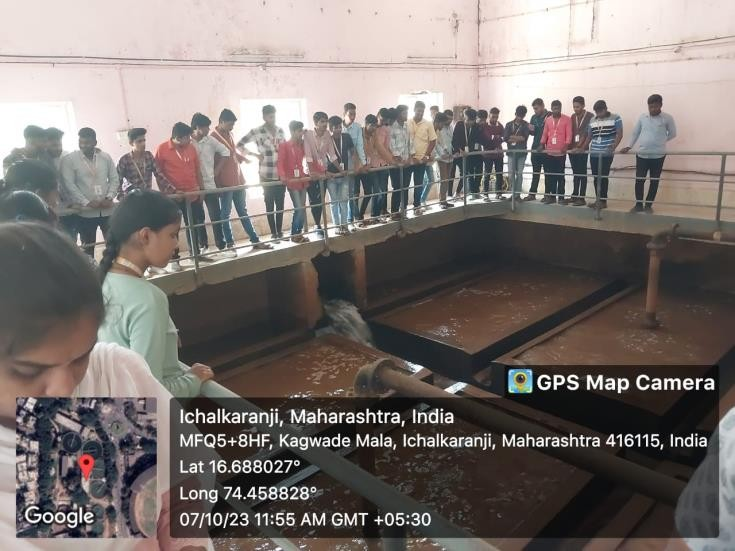 GPS Map Camera
Ichalkaranji, Maharashtra, India
MFQ5+8HF, Kagwade Mala, Ichalkaranji, Maharashtra 416115, India
Lat 16.688027°
Long 74.458828°
07/10/23 11:55 AM GMT +05:30
Google